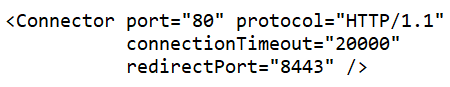 <Connector port="80" protocol="HTTP/1.1"
connectionTimeout="20000"
redirectPort="8443" />